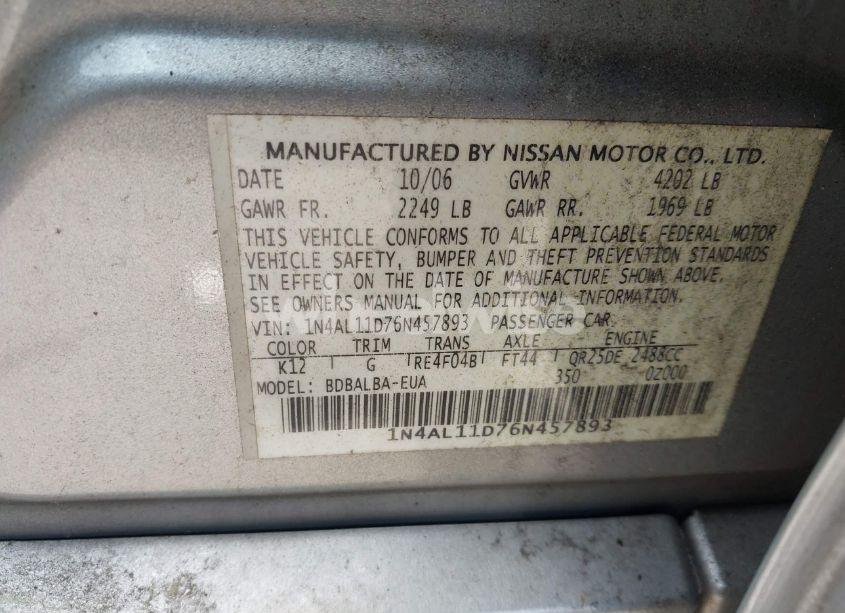 MANUFACTURED BY NISSAN MOTOR CO., LTD.
DATE 10/06 GVWR 4202 LB
GAWR FR. 2249 LB GAWR RR. 1969 LB
THIS VEHICLE CONFORMS TO ALL APPLICABLE FEDERAL MOTOR
VEHICLE SAFETY, BUMPER AND THEFT PREVENTION STANDARDS
IN EFFECT ON THE DATE OF MANUFACTURE SHOWN ABOVE.
SEE OWNERS MANUAL FOR ADDITIONAL INFORMATION.
VIN: 1N4AL11D76N457893 PASSENGER CAR
COLOR TRIM TRANS AXLE ENGINE
K12 G RE4F04B FT44 QR25DE 2488CC
MODEL: BDBALBA-EUA 350 0Z000
1N4AL11D76N457893